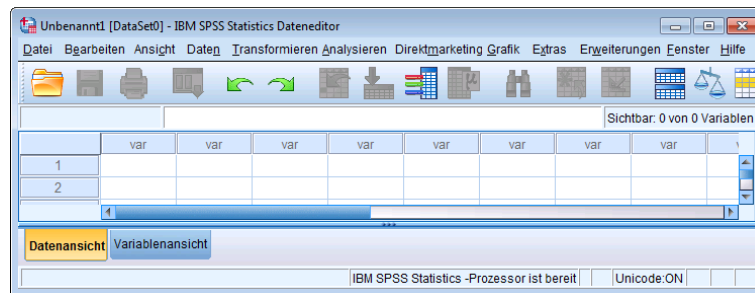 Unbenannt1 [DataSet0] - IBM SPSS Statistics Dateneditor
Datei Bearbeiten Ansicht Daten Transformieren Analysieren Direktmarketing Grafik Extras Erweiterungen Fenster Hilfe
Sichtbar: 0 von 0 Variablen
var var var var var var var var
1
2
Datenansicht Variablenansicht
IBM SPSS Statistics -Prozessor ist bereit Unicode:ON